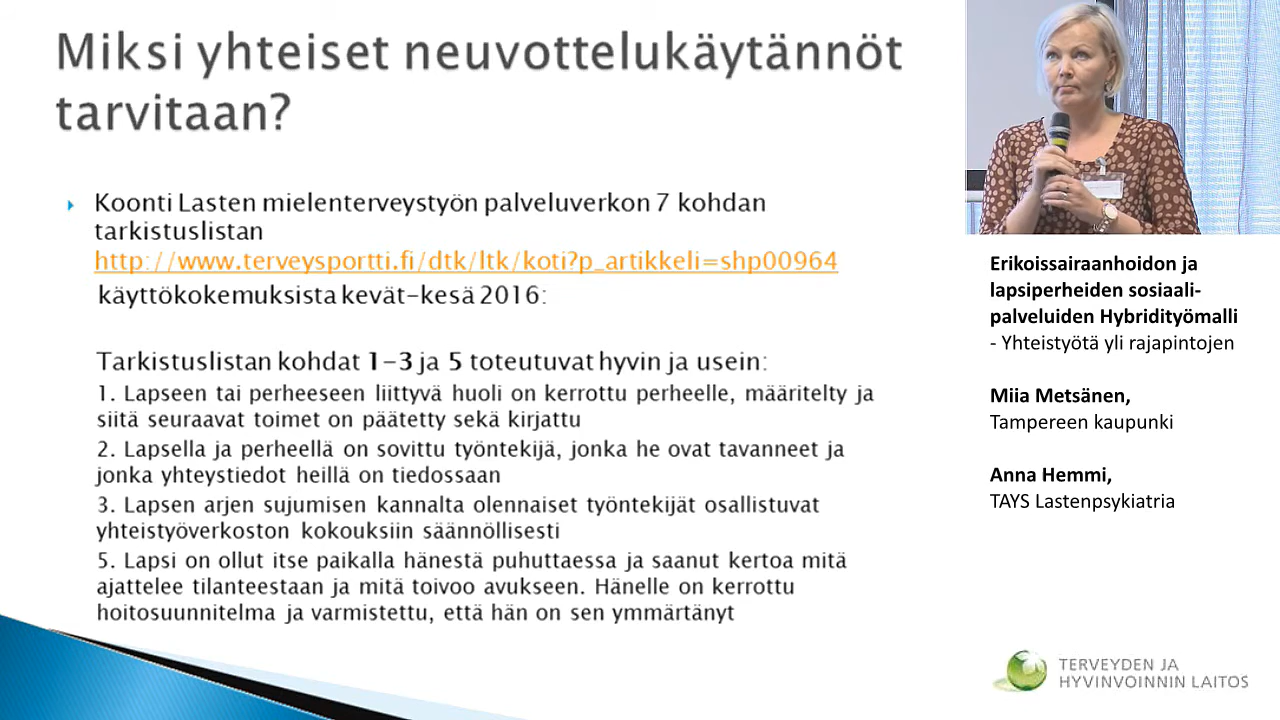 Miksi yhteiset neuvottelukäytännöt
tarvitaan?
Koonti Lasten mielenterveystyön palveluverkon 7 kohdan
tarkistuslistan
http://www.terveysportti.fi/dtk/ltk/koti?p_artikkeli=shp00964
käyttökokemuksista kevät-kesä 2016:
Tarkistuslistan kohdat 1-3 ja 5 toteutuvat hyvin ja usein:
1. Lapseen tai perheeseen liittyvä huoli on kerrottu perheelle, määritelty ja
siitä seuraavat toimet on päätetty sekä kirjattu
2. Lapsella ja perheellä on sovittu työntekijä, jonka he ovat tavanneet ja
jonka yhteystiedot heillä on tiedossaan
3. Lapsen arjen sujumisen kannalta olennaiset työntekijät osallistuvat
yhteistyöverkoston kokouksiin säännöllisesti
5. Lapsi on ollut itse paikalla hänestä puhuttaessa ja saanut kertoa mitä
ajattelee tilanteestaan ja mitä toivoo avukseen. Hänelle on kerrottu
hoitosuunnitelma ja varmistettu, että hän on sen ymmärtänyt
Erikoissairaanhoidon ja
lapsiperheiden sosiaali-
palveluiden Hybridityömalli
- Yhteistyötä yli rajapintojen
Miia Metsänen,
Tampereen kaupunki
Anna Hemmi,
TAYS Lastenpsykiatria
TERVEYDEN JA
HYVINVOINNIN LAITOS